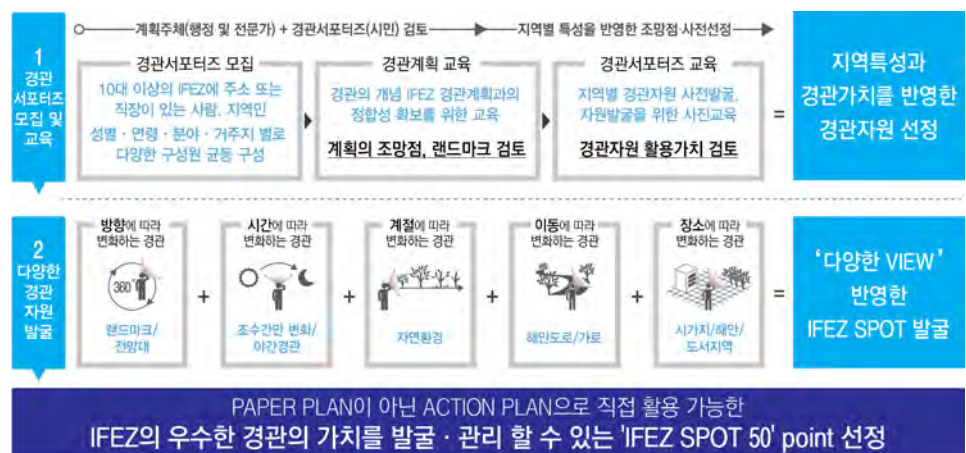 계획주체(행정 및 전문가) + 경관서포터즈(시민) 검토
지역별 특성을 반영한 조망점·사전선정
1
경관
서포터즈
모집 및
교육
경관서포터즈 모집
10대 이상의 IFEZ에 주소 또는
직장이 있는 사람, 지역민
성별·연령·분야·거주지 별로
다양한 구성원 균등 구성
경관계획 교육
경관의 개념 IFEZ 경관계획과의
정합성 확보를 위한 교육
계획의 조망점, 랜드마크 검토
경관서포터즈 교육
지역별 경관자원 사전발굴,
자원발굴을 위한 사진교육
경관자원 활용가치 검토
=
지역특성과
경관가치를 반영한
경관자원 선정
2
다양한
경관
자원
발굴
방향에 따라
변화하는 경관
360°
랜드마크/
전망대
+
시간에 따라
변화하는 경관
조수간만 변화/
야간경관
+
계절에 따라
변화하는 경관
자연환경
+
이동에 따라
변화하는 경관
해안도로/가로
+
장소에 따라
변화하는 경관
시가지/해안/
도서지역
=
'다양한 VIEW'
반영한
IFEZ SPOT 발굴
PAPER PLAN이 아닌 ACTION PLAN으로 직접 활용 가능한
IFEZ의 우수한 경관의 가치를 발굴·관리 할 수 있는 'IFEZ SPOT 50' point 선정